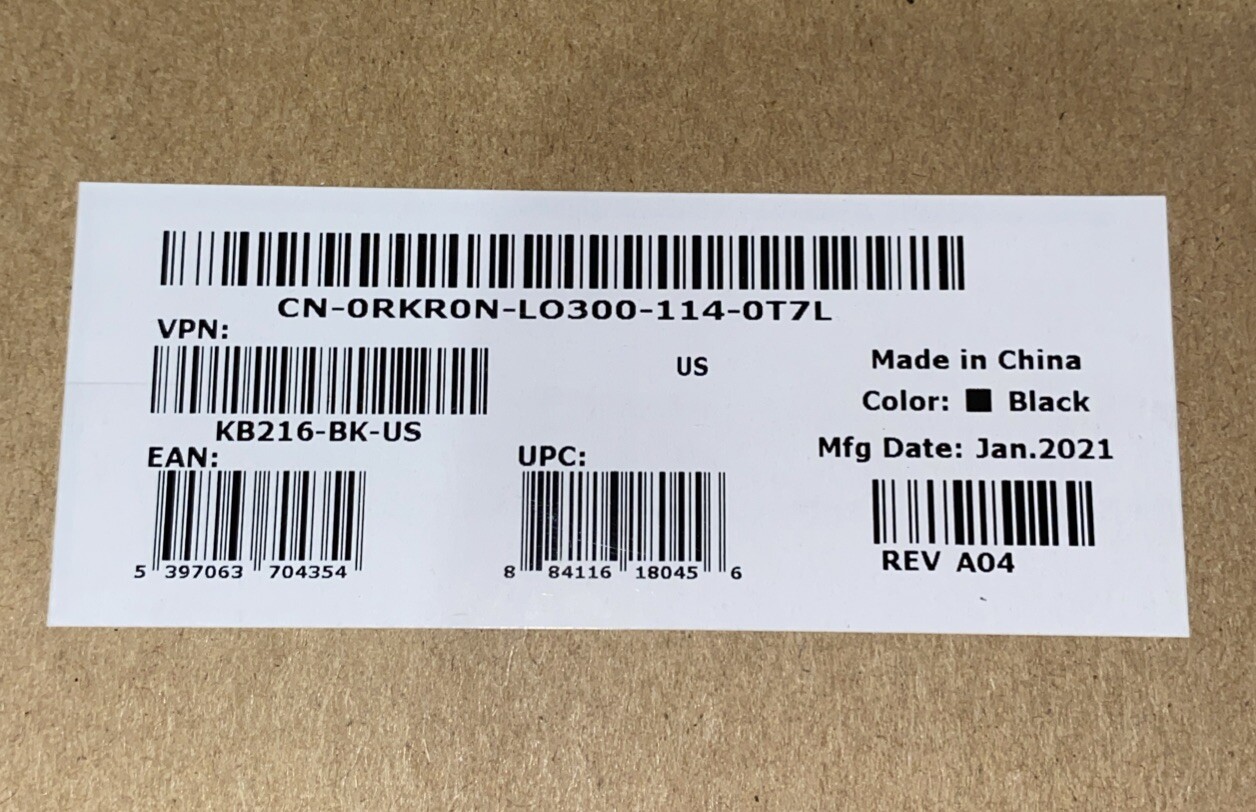 CN-0RKR0N-LO300-114-0T7L
VPN:
KB216-BK-US
US
Made in China
Color: Black
Mfg Date: Jan.2021
EAN:
5 397063 704354
UPC:
8 84116 18045 6
REV A04